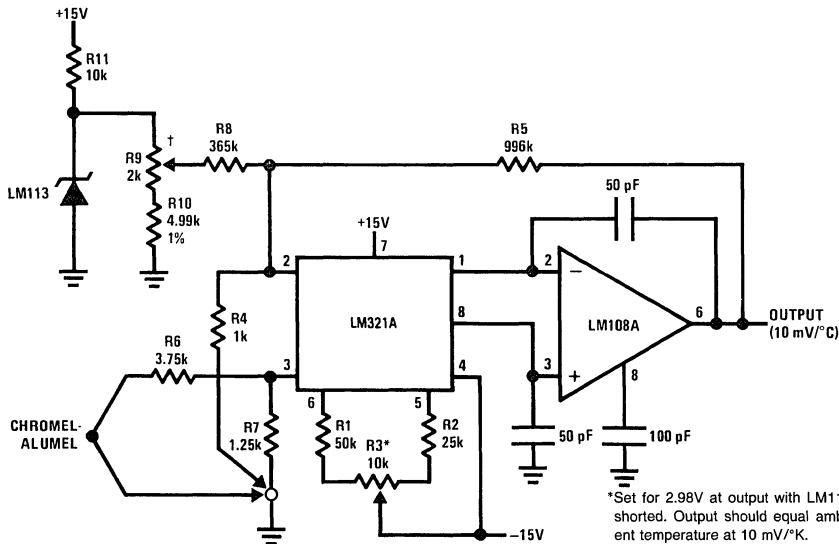 +15V
R11
10k
LM113
†
R9
2k
R10
4.99k
1%
R8
365k
R5
996k
50 pF
+15V
7
2
1
LM321A
8
3
4
6
5
R4
1k
R6
3.75k
R7
1.25k
CHROMEL-
ALUMEL
R1
50k
R3*
10k
R2
25k
−15V
2
−
LM108A
3
+
6
8
OUTPUT
(10 mV/°C)
50 pF
100 pF
*Set for 2.98V at output with LM11
shorted. Output should equal amb
ent temperature at 10 mV/°K.